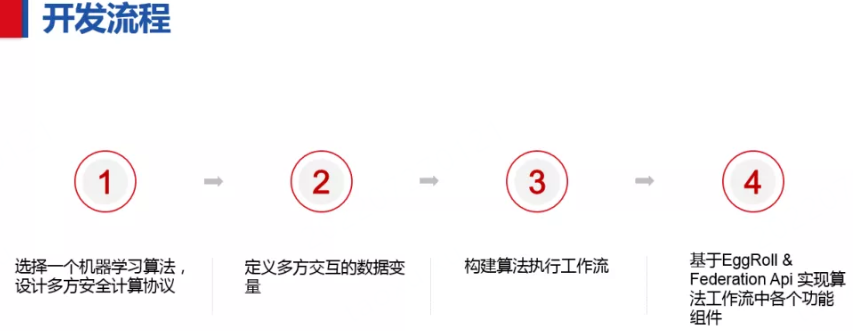 开发流程
1
2
3
4
选择一个机器学习算法，
设计多方安全计算协议
定义多方交互的数据变
量
构建算法执行工作流
基于EggRoll &
Federation Api 实现算
法工作流中各个功能
组件